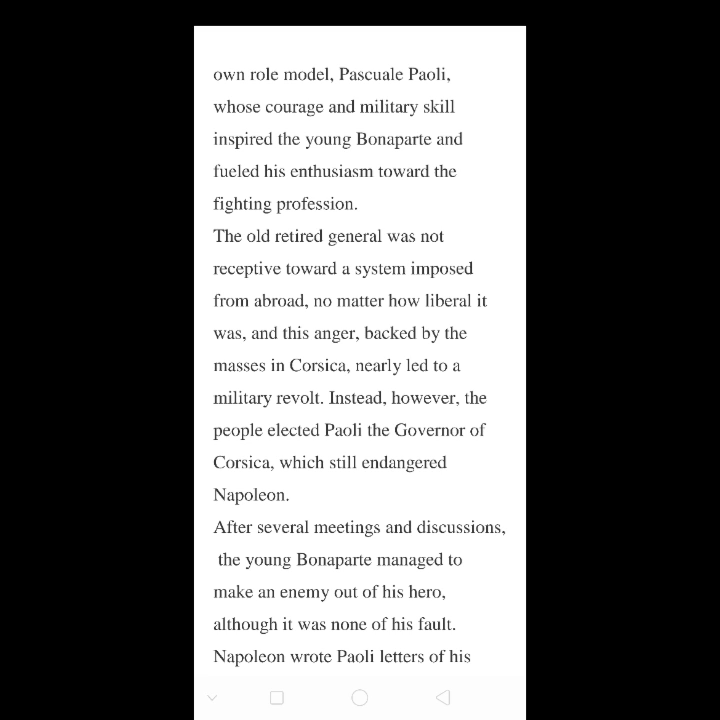 own role model, Pascuale Paoli,
whose courage and military skill
inspired the young Bonaparte and
fueled his enthusiasm toward the
fighting profession.
The old retired general was not
receptive toward a system imposed
from abroad, no matter how liberal it
was, and this anger, backed by the
masses in Corsica, nearly led to a
military revolt. Instead, however, the
people elected Paoli the Governor of
Corsica, which still endangered
Napoleon.
After several meetings and discussions,
the young Bonaparte managed to
make an enemy out of his hero,
although it was none of his fault.
Napoleon wrote Paoli letters of his